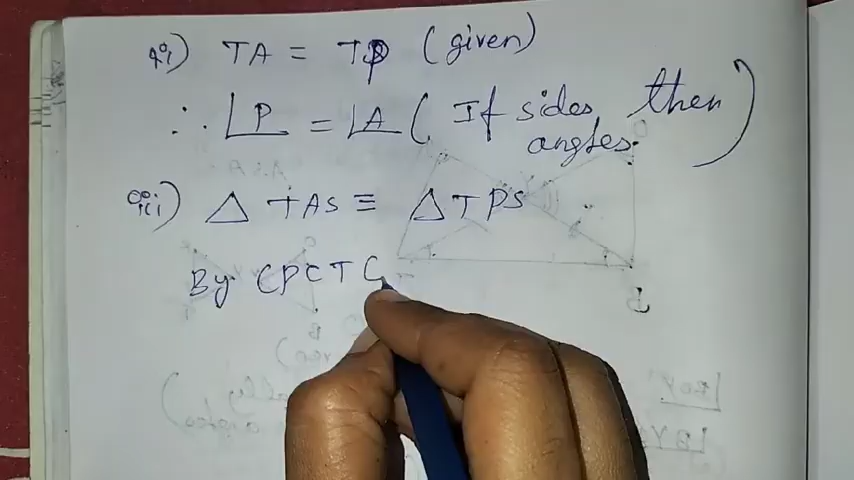 ii) TA = TP (given)
∴ ∠P = ∠A ( If sides, then
angles. )
iii) △ TAS ≡ △TPS
By CPCTC